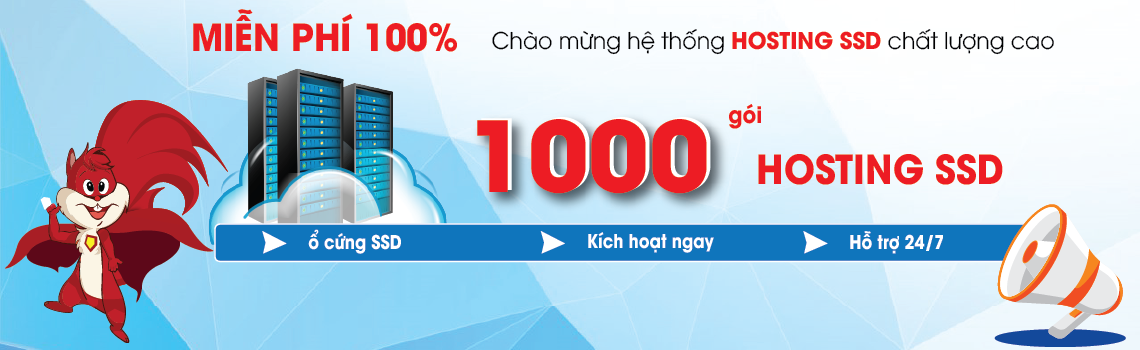 MIỄN PHÍ 100% Chào mừng hệ thống HOSTING SSD chất lượng cao
1000 gói
HOSTING SSD
ổ cứng SSD Kích hoạt ngay Hỗ trợ 24/7